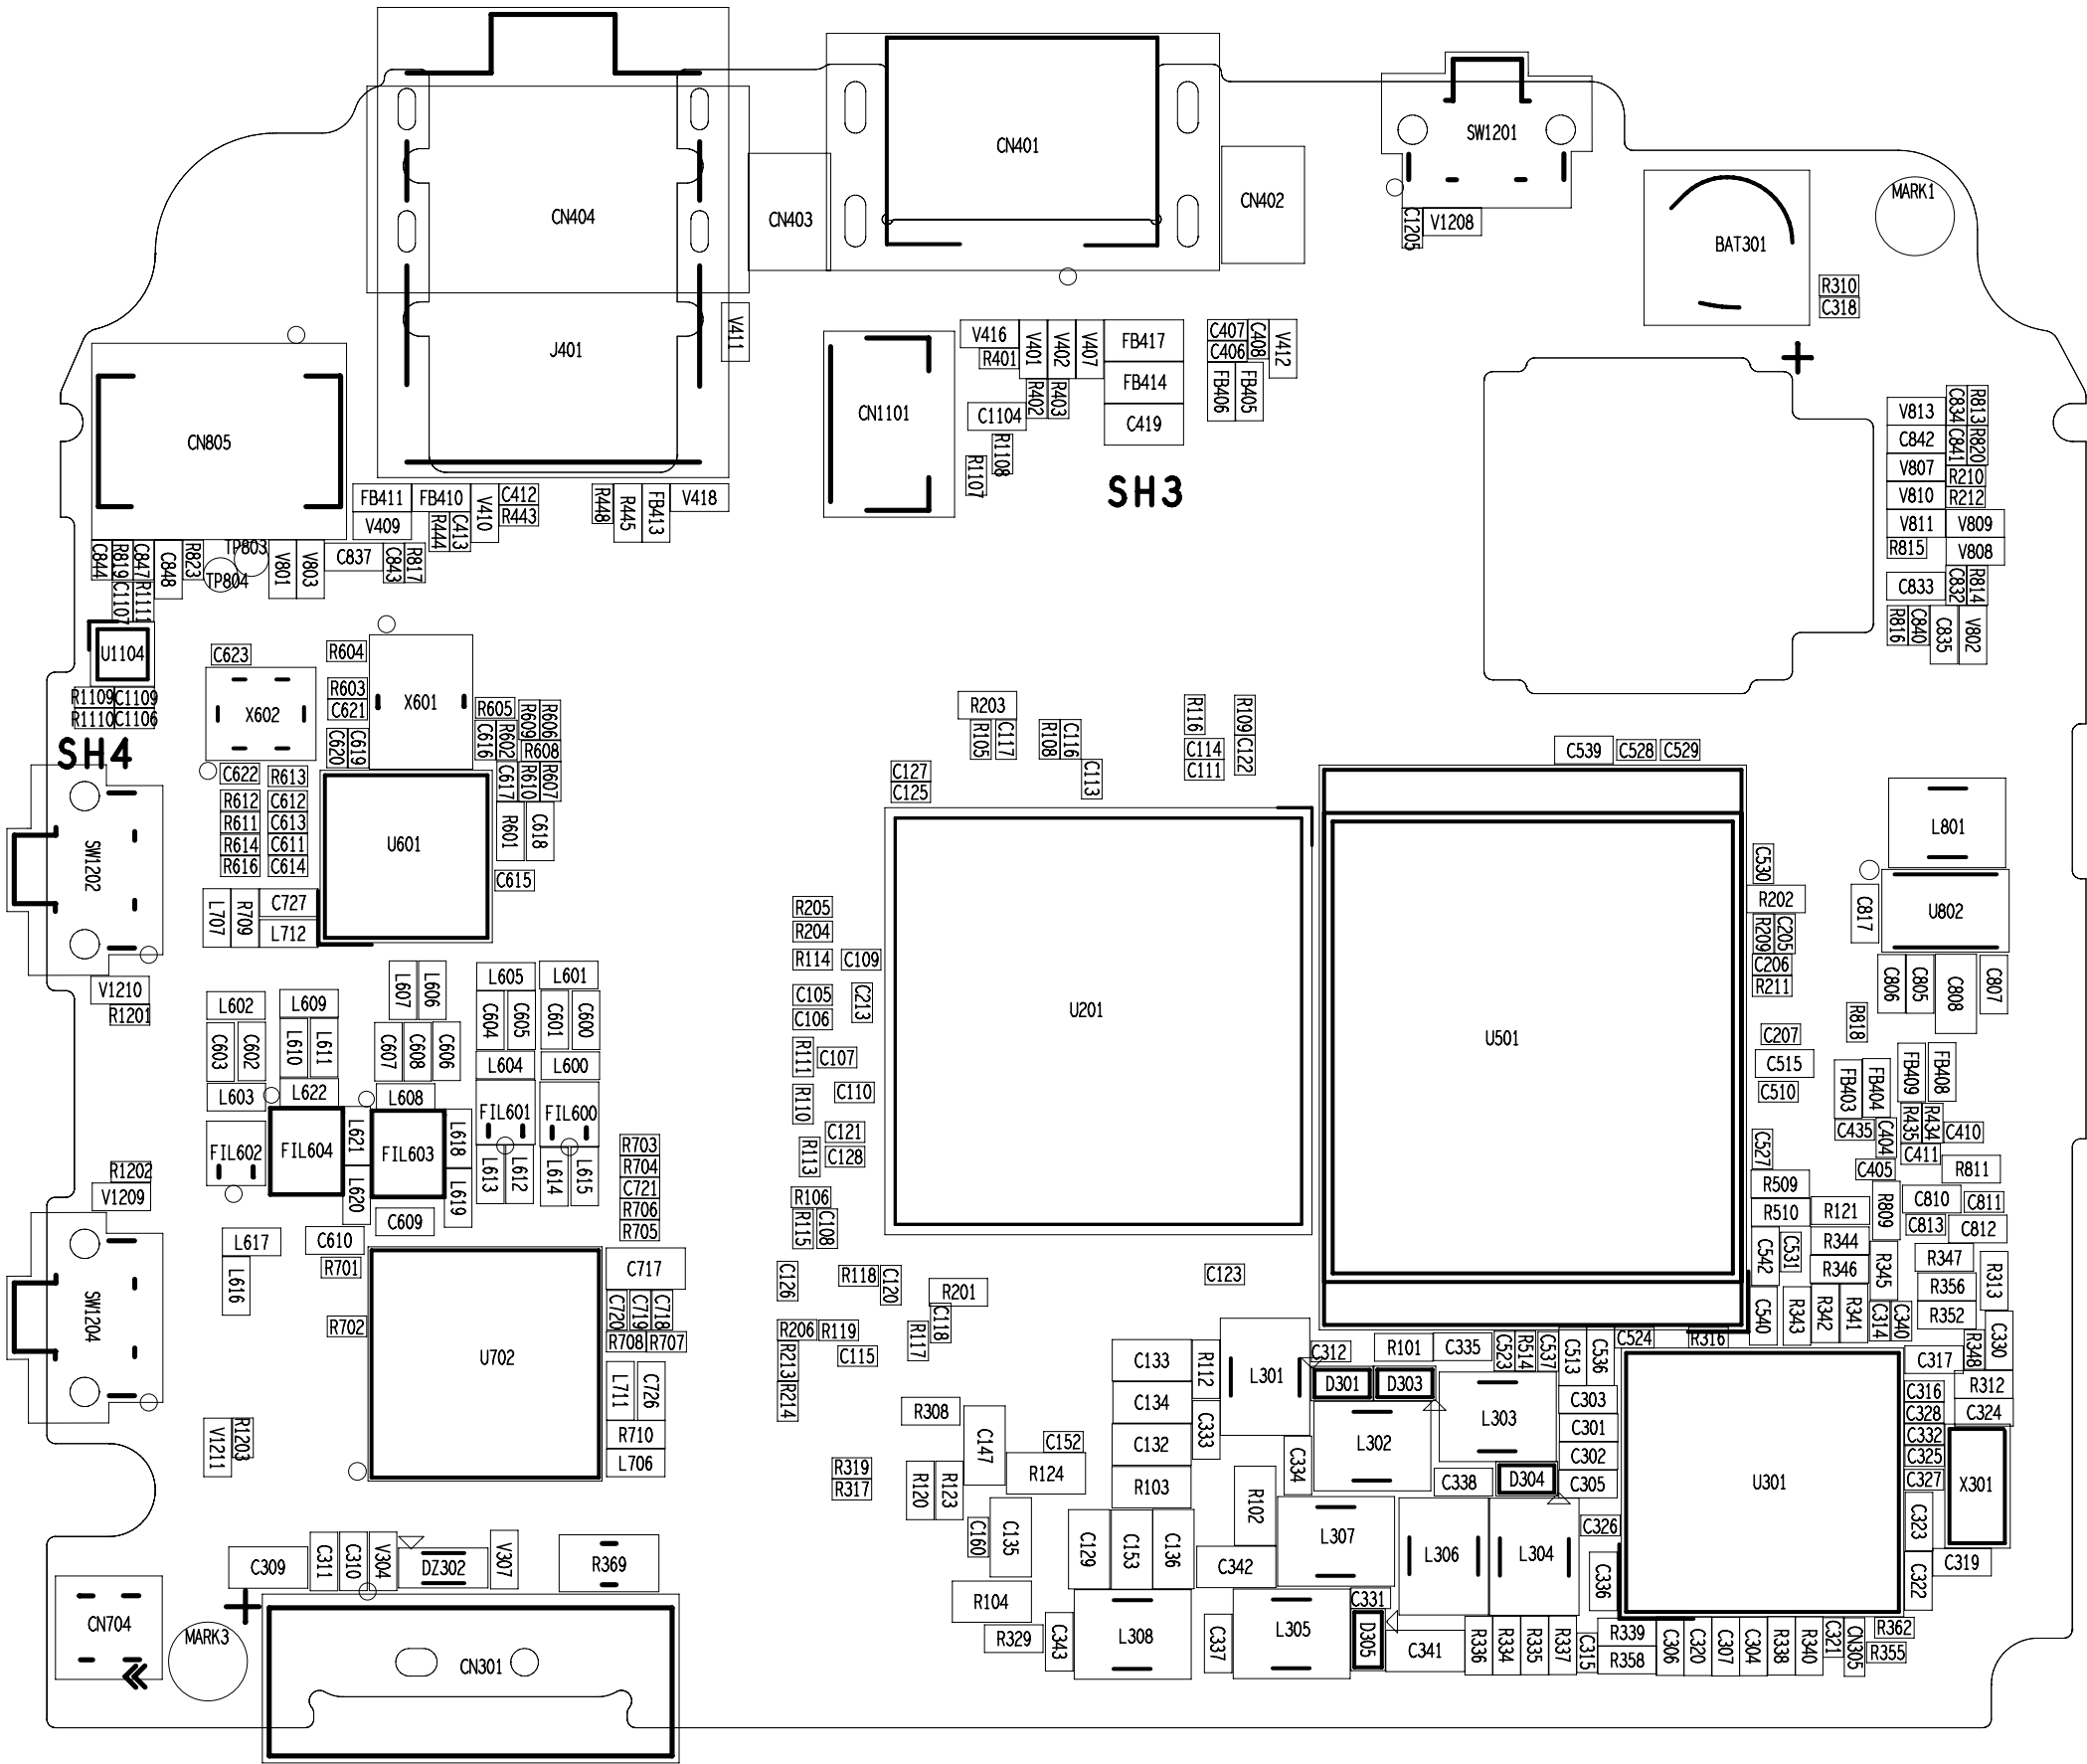 CN401
SW1201
MARK1
CN404
CN403
CN402
C1205
V1208
BAT301
R310
C318
V411
J401
V416
R401
V401
V402
V407
FB417
C407
C406
C408
V412
FB414
FB406
FB405
R402
R403
C419
C1104
CN1101
R1108
R1107
SH3
CN805
V813
C834
R813
C842
C841
R820
V807
R210
V810
R212
V811
V809
R815
V808
C833
C832
R814
R816
C840
C835
V802
FB411
FB410
V410
C412
R443
V409
R444
C413
R448
R445
FB413
V418
C844
R819
C847
C848
R823
TP803
TP804
V801
V803
C837
C843
R817
C1107
R1111
U1104
R1109
C1109
R1110
C1106
SH4
C623
X602
R604
R603
C621
X601
C620
C619
R605
R609
R606
C616
R602
R608
C617
R610
R607
C622
R613
R612
C612
R611
C613
R614
C611
R616
C614
U601
R601
C618
C615
SW1202
L707
R709
C727
L712
V1210
R1201
R203
R105
C117
R108
C116
C113
R116
R109
C114
C111
C122
C127
C125
C539
C528
C529
U201
U501
L801
U802
C817
C530
R202
R209
C205
C206
R211
C806
C805
C808
C807
R818
C207
C515
C510
R205
R204
R114
C109
C105
C106
C213
R111
C107
R110
C110
C121
R113
C128
R106
R115
C108
L602
L609
L607
L606
L605
L601
C603
C602
L610
L611
C607
C608
C606
C604
C605
C601
C600
L604
L600
L603
L622
L608
FIL601
FIL600
FIL602
FIL604
L621
FIL603
L618
L620
L619
L613
L612
L614
L615
C609
R703
R704
C721
R706
R705
R1202
V1209
L617
C610
L616
R701
R702
SW1204
U702
C717
C720
C719
C718
R708
R707
L711
C726
R710
L706
V1211
R1203
FB403
FB404
FB409
FB408
C435
C404
R435
R434
C410
C411
C405
R811
C527
R509
R510
R121
R809
C810
C811
C813
C812
C542
C531
R344
R346
R345
R347
R356
R313
C540
R343
R342
R341
C314
C340
R352
R348
C330
C126
R118
C120
R201
C118
R117
C123
R206
R119
R213
C115
R214
C133
R112
L301
C312
R101
C335
C523
R514
C537
C513
C536
C524
R316
C317
R312
D301
D303
C134
C333
L302
L303
C303
C301
C302
C305
C316
C328
C324
C332
C325
C327
R308
C147
C152
C132
R124
R103
C334
C338
D304
U301
X301
R319
R317
R120
R123
R102
L307
L306
L304
C326
C323
C160
C135
C129
C153
C136
C342
C336
C322
C319
C309
C311
C310
V304
DZ302
V307
R369
CN704
MARK3
CN301
R104
R329
C343
L308
C337
L305
C331
D305
C341
R336
R334
R335
R337
C315
R339
R358
C306
C320
C307
C304
R338
R340
C321
CN305
R362
R355